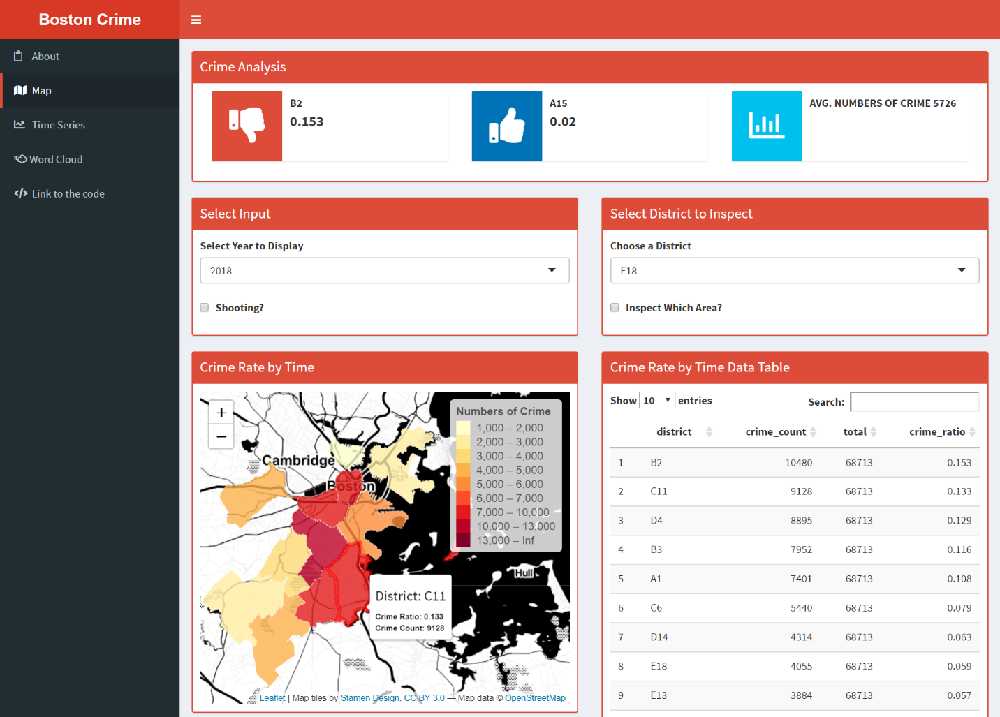 Boston Crime
About
Map
Time Series
Word Cloud
Link to the code
Crime Analysis
B2
0.153
A15
0.02
AVG. NUMBERS OF CRIME 5726
Select Input
Select Year to Display
2018
Shooting?
Select District to Inspect
Choose a District
E18
Inspect Which Area?
Crime Rate by Time
+
−
Cambridge
Boston
Hull
Numbers of Crime
1,000 – 2,000
2,000 – 3,000
3,000 – 4,000
4,000 – 5,000
5,000 – 6,000
6,000 – 7,000
7,000 – 10,000
10,000 – 13,000
13,000 – Inf
District: C11
Crime Ratio: 0.133
Crime Count: 9128
Leaflet | Map tiles by Stamen Design, CC BY 3.0 — Map data © OpenStreetMap
Crime Rate by Time Data Table
Show 10 entries
Search:
district crime_count total crime_ratio
1 B2 10480 68713 0.153
2 C11 9128 68713 0.133
3 D4 8895 68713 0.129
4 B3 7952 68713 0.116
5 A1 7401 68713 0.108
6 C6 5440 68713 0.079
7 D14 4314 68713 0.063
8 E18 4055 68713 0.059
9 E13 3884 68713 0.057